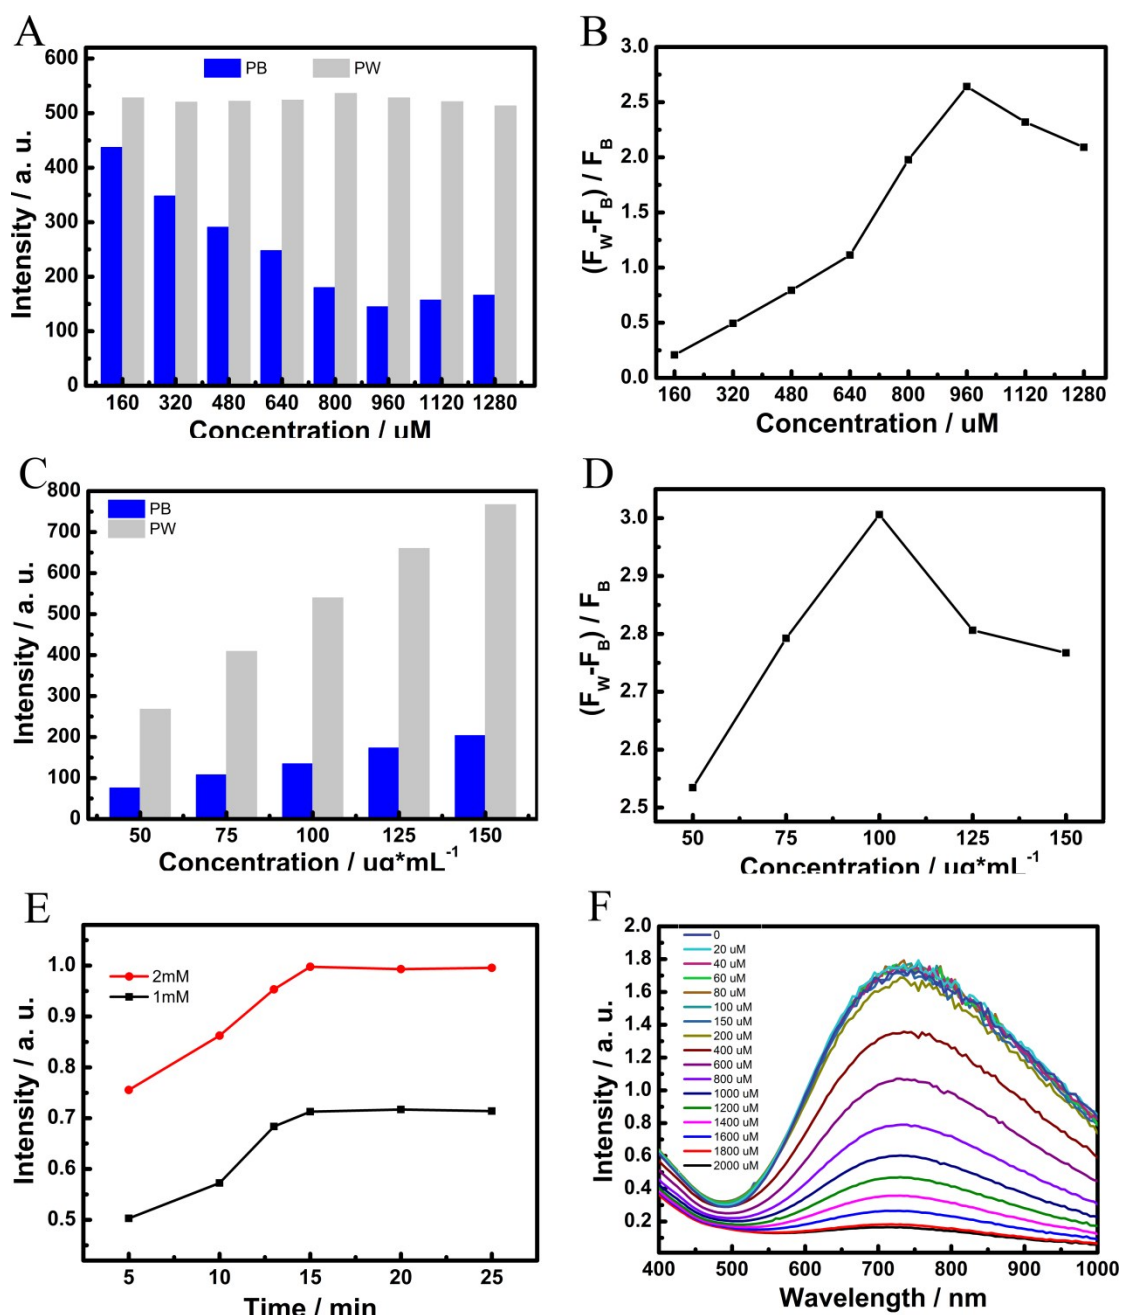 A
600
500
400
300
200
100
0
PB
PW
Intensity / a. u.
160 320 480 640 800 960 1120 1280
Concentration / uM
B
3.0
2.5
2.0
1.5
1.0
0.5
0.0
(FW-FB) / FB
160 320 480 640 800 960 1120 1280
Concentration / uM
C
800
700
600
500
400
300
200
100
0
PB
PW
Intensity / a. u.
50 75 100 125 150
Concentration / ug*mL-1
D
3.0
2.9
2.8
2.7
2.6
2.5
(FW-FB) / FB
50 75 100 125 150
Concentration / ug*mL-1
E
1.0
0.9
0.8
0.7
0.6
0.5
2mM
1mM
Intensity / a. u.
5 10 15 20 25
Time / min
F
2.0
1.8
1.6
1.4
1.2
1.0
0.8
0.6
0.4
0.2
0
20 uM
40 uM
60 uM
80 uM
100 uM
150 uM
200 uM
400 uM
600 uM
800 uM
1000 uM
1200 uM
1400 uM
1600 uM
1800 uM
2000 uM
Intensity / a. u.
400 500 600 700 800 900 1000
Wavelength / nm